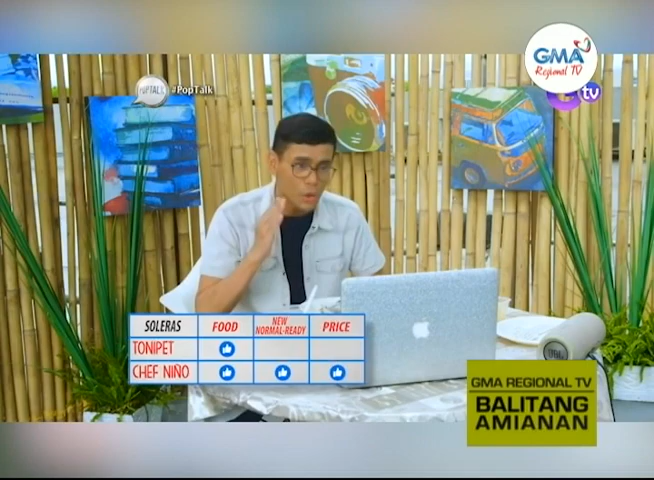 GMA
Regional TV
tv
POPTALK
#PopTalk
SOLERAS FOOD NEW NORMAL-READY PRICE
TONIPET
CHEF NIÑO
JBL
GMA REGIONAL TV
BALITANG
AMIANAN